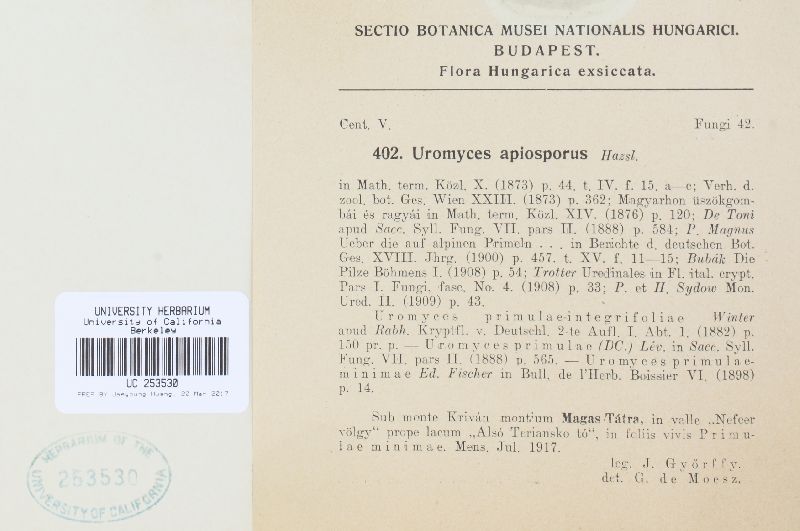 SECTIO BOTANICA MUSEI NATIONALIS HUNGARICI.
BUDAPEST.
Flora Hungarica exsiccata.
Cent. V.
Fungi 42.
402. Uromyces apiosporus Hazsl.
in Math. term. Közl. X. (1873) p. 44, t. IV. f. 15, a—c; Verh. d.
zool. bot. Ges. Wien XXIII. (1873) p. 362; Magyarhon üszökgom-
bái és ragyái in Math. term. Közl. XIV. (1876) p. 120; De Toni
apud Sacc. Syll. Fung. VII. pars II. (1888) p. 584; P. Magnus
Ueber die auf alpinen Primeln . . . in Berichte d. deutschen Bot.
Ges. XVIII. Jhrg. (1900) p. 457, t. XV. f. 11—15; Bubák Die
Pilze Böhmens I. (1908) p. 54; Trotter Uredinales in Fl. ital. crypt.
Pars I. Fungi. fasc. No. 4. (1908) p. 33; P. et H. Sydow Mon.
Ured. II. (1909) p. 43.
Uromyces primulae-integrifoliae Winter
apud Rabh. Kryptfl. v. Deutschl. 2-te Aufl. I. Abt. 1. (1882) p.
150 pr. p. — Uromyces primulae (DC.) Lév. in Sacc. Syll.
Fung. VII. pars II. (1888) p. 565. — Uromyces primulae-
minimae Ed. Fischer in Bull. de l'Herb. Boissier VI. (1898)
p. 14.
Sub monte Kriván montium Magas Tátra, in valle „Nefcer
völgy“ prope lacum „Alsó Teriansko tó“, in foliis vivis Primu-
lae minimae. Mens. Jul. 1917.
leg. J. Győrffy.
det. G. de Moesz.
UNIVERSITY HERBARIUM
University of California
Berkeley
UC 253530
PREP BY Jaeyoung Huang, 20 Mar 2017
HERBARIUM OF THE
253530
UNIVERSITY OF CALIFORNIA